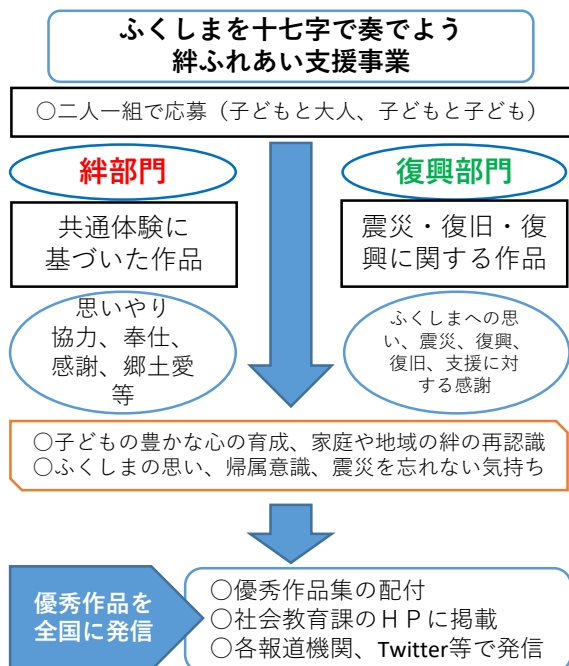 ふくしまを十七字で奏でよう
絆ふれあい支援事業
○二人一組で応募（子どもと大人、子どもと子ども）
絆部門
共通体験に
基づいた作品
思いやり
協力、奉仕、
感謝、郷土愛
等
復興部門
震災・復旧・復
興に関する作品
ふくしまへの思
い、震災、復興、
復旧、支援に対
する感謝
○子どもの豊かな心の育成、家庭や地域の絆の再認識
○ふくしまの思い、帰属意識、震災を忘れない気持ち
優秀作品を
全国に発信
○優秀作品集の配付
○社会教育課のＨＰに掲載
○各報道機関、Twitter等で発信